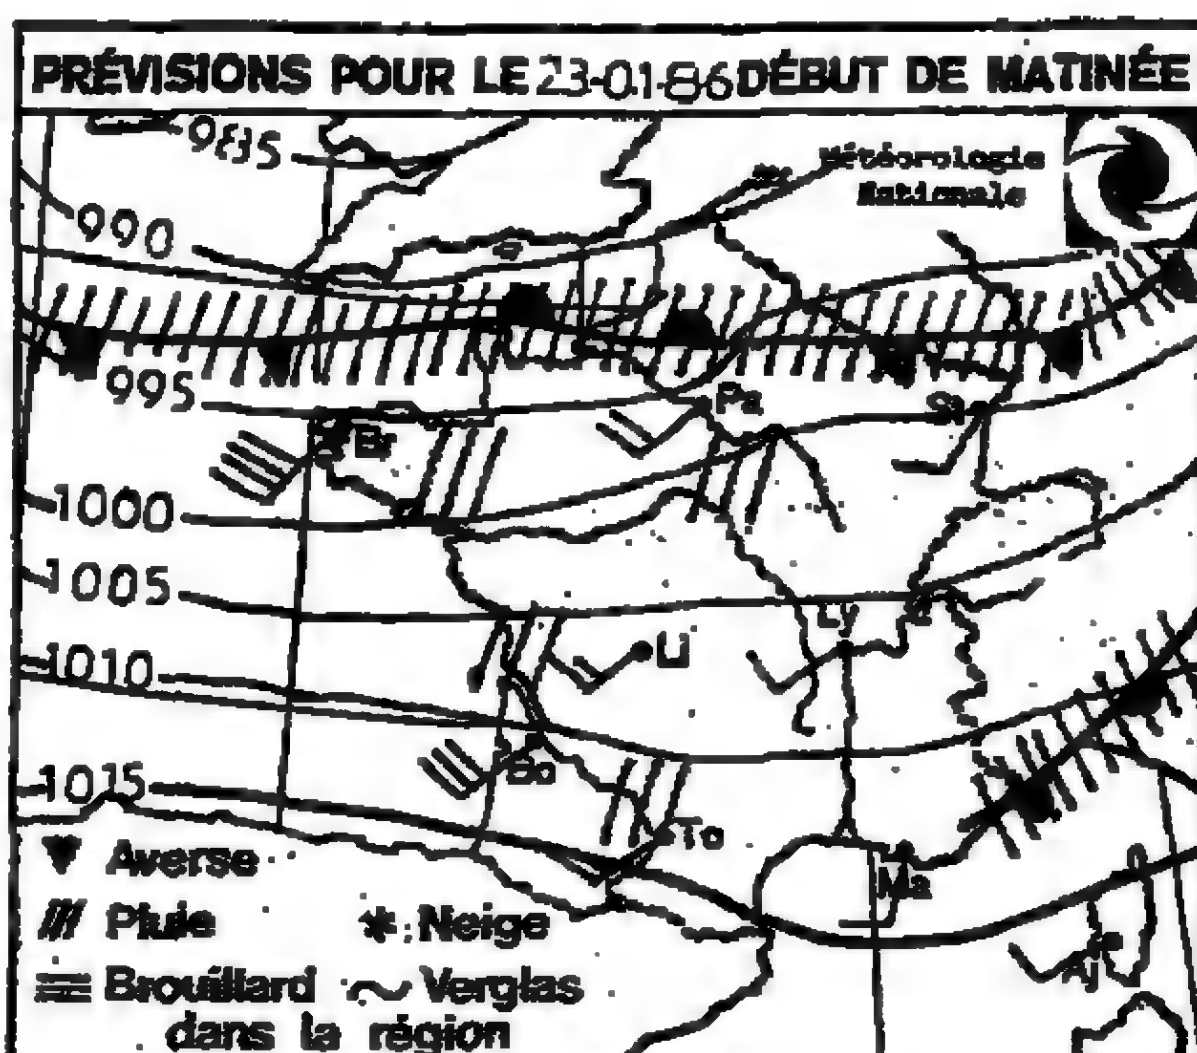 PRÉVISIONS POUR LE 23-01-86 DÉBUT DE MATINÉE
Météorologie
Nationale
985
990
995
Pa
Br
1000
1005
Ly
Li
1010
1015
Bo
To
Averse
Ma
Pluie
Neige
Aj
Brouillard
Verglas
dans la région